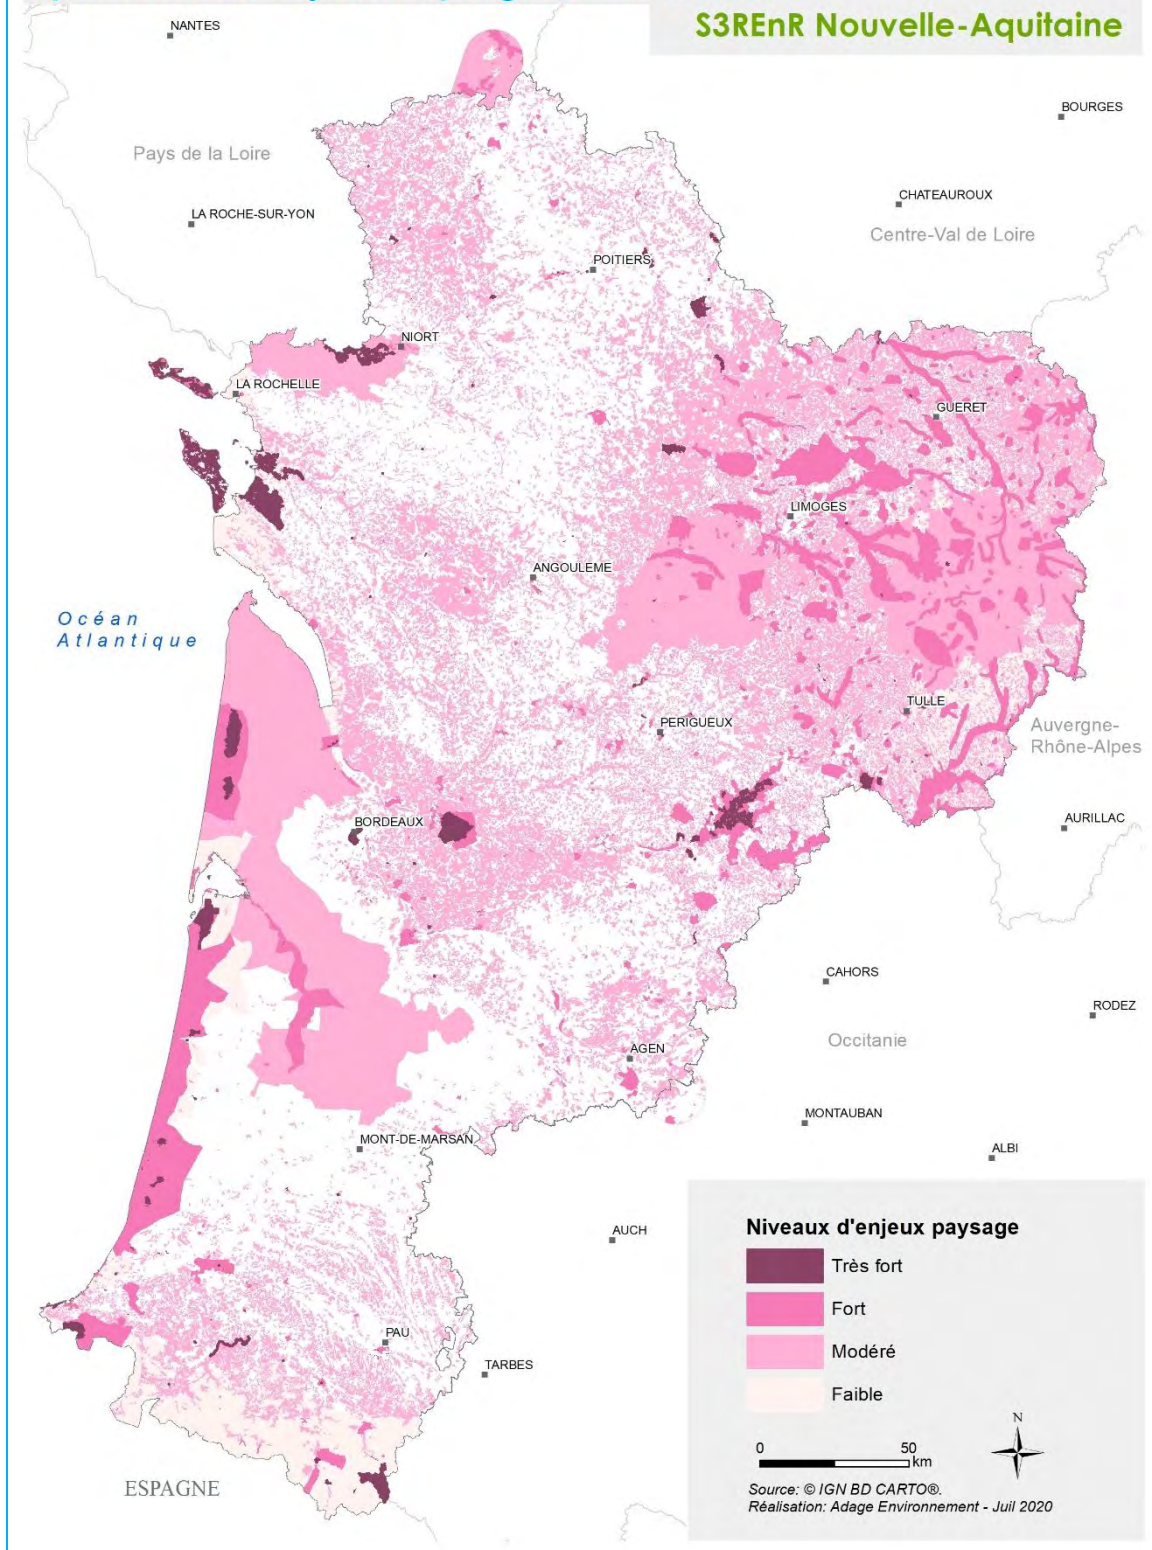 S3REnR Nouvelle-Aquitaine
NANTES
BOURGES
Pays de la Loire
CHATEAUROUX
LA ROCHE-SUR-YON
Centre-Val de Loire
POITIERS
NIORT
LA ROCHELLE
GUERET
LIMOGES
ANGOULEME
Océan
Atlantique
TULLE
PERIGUEUX
Auvergne-
Rhône-Alpes
BORDEAUX
AURILLAC
CAHORS
RODEZ
Occitanie
AGEN
MONTAUBAN
MONT-DE-MARSAN
ALBI
AUCH
PAU
TARBES
ESPAGNE
Niveaux d'enjeux paysage
Très fort
Fort
Modéré
Faible
N
0 50
km
Source: © IGN BD CARTO®.
Réalisation: Adage Environnement - Juil 2020